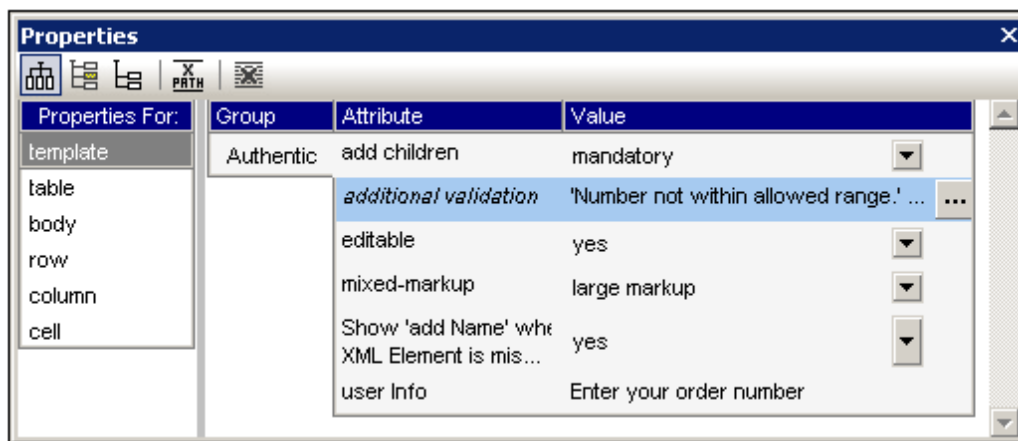 Properties
X
PATH
Properties For: Group Attribute Value
template Authentic add children mandatory
table additional validation 'Number not within allowed range.' ... ...
body editable yes
row mixed-markup large markup
column Show 'add Name' whe
XML Element is mis... yes
cell user Info Enter your order number